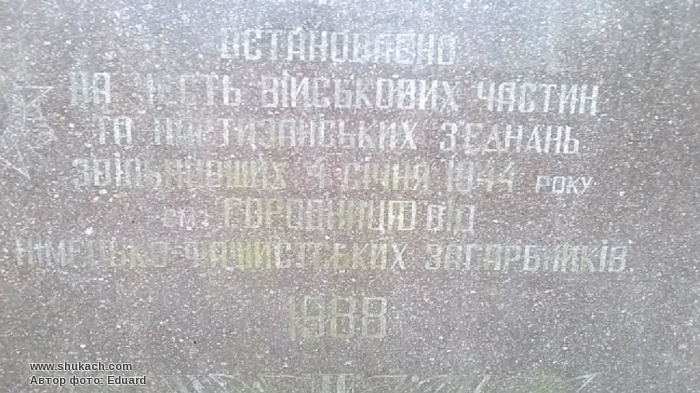 ВСТАНОВЛЕНО
НА ЧЕСТЬ ВІЙСЬКОВИХ ЧАСТИН
ТА ПАРТИЗАНСЬКИХ З'ЄДНАНЬ
ЗВІЛЬНИВШИХ 4 СІЧНЯ 1944 РОКУ
СМТ ГОРОДНИЦЮ ВІД
НІМЕЦЬКО-ФАШИСТСЬКИХ ЗАГАРБНИКІВ
1988
www.shukach.com
Автор фото: Eduard